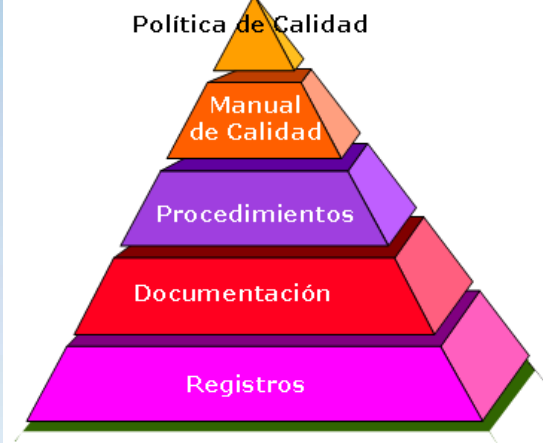 Política de Calidad
Manual
de Calidad
Procedimientos
Documentación
Registros